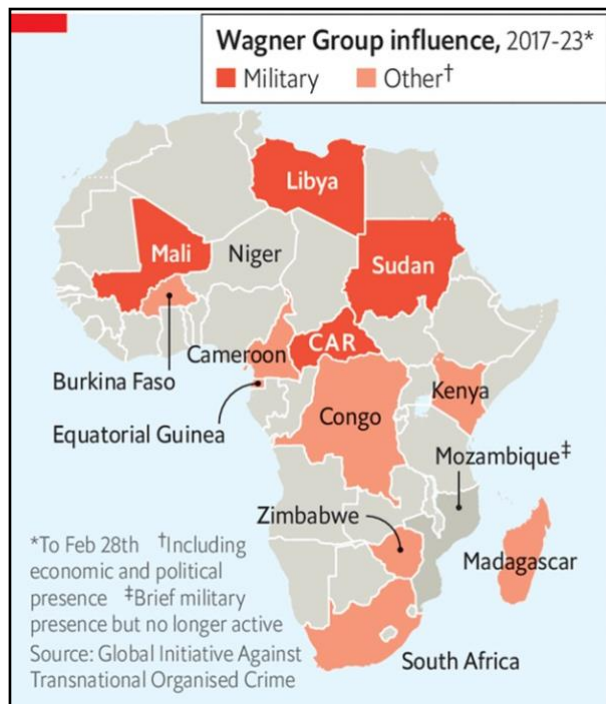 Wagner Group influence, 2017-23*
Military Other†
Libya
Mali
Niger
Sudan
CAR
Cameroon
Burkina Faso
Kenya
Equatorial Guinea
Congo
Mozambique‡
Zimbabwe
Madagascar
*To Feb 28th †Including
economic and political
presence ‡Brief military
presence but no longer active
Source: Global Initiative Against
Transnational Organised Crime
South Africa